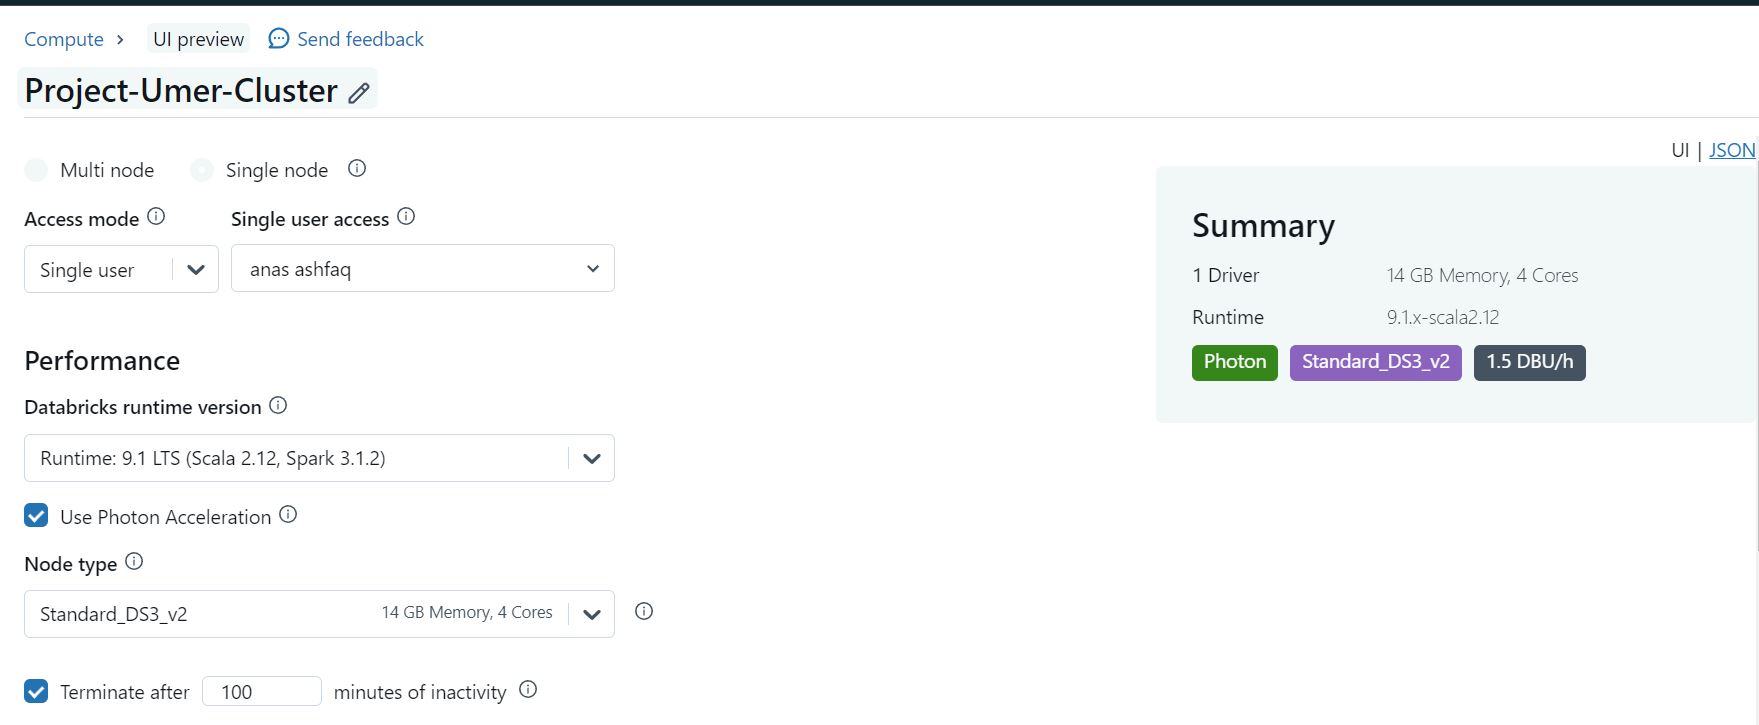 Compute > UI preview Send feedback
Project-Umer-Cluster
UI | JSON
Multi node Single node
Access mode Single user access
Single user anas ashfaq
Performance
Databricks runtime version
Runtime: 9.1 LTS (Scala 2.12, Spark 3.1.2)
Use Photon Acceleration
Node type
Standard_DS3_v2 14 GB Memory, 4 Cores
Terminate after 100 minutes of inactivity
Summary
1 Driver 14 GB Memory, 4 Cores
Runtime 9.1.x-scala2.12
Photon Standard_DS3_v2 1.5 DBU/h